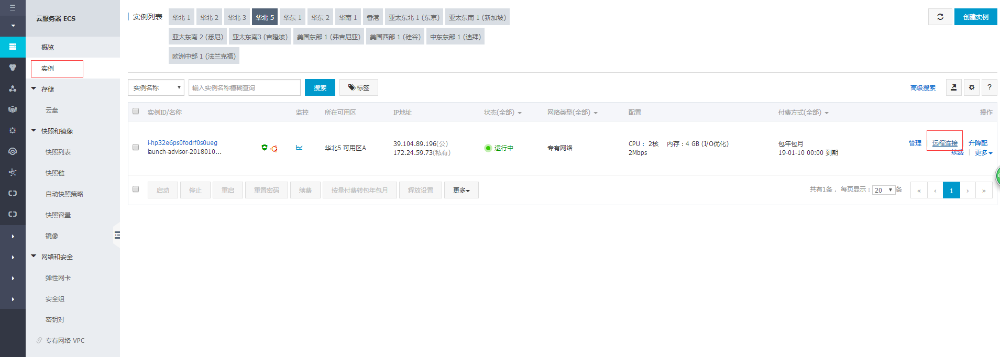 云服务器 ECS
概览
实例
存储
云盘
快照和镜像
快照列表
快照链
自动快照策略
快照容量
镜像
网络和安全
弹性网卡
安全组
密钥对
专有网络 VPC
实例列表 华北 1 华北 2 华北 3 华北 5 华东 1 华东 2 华南 1 香港 亚太东北 1 (东京) 亚太东南 1 (新加坡)
亚太东南 2 (悉尼) 亚太东南3 (吉隆坡) 美国东部 1 (弗吉尼亚) 美国西部 1 (硅谷) 中东东部 1 (迪拜)
欧洲中部 1 (法兰克福)
创建实例
实例名称 输入实例名称模糊查询 搜索 标签 高级搜索 ?
实例ID/名称 监控 所在可用区 IP地址 状态(全部) 网络类型(全部) 配置 付费方式(全部) 操作
i-hp32e6ps0fodrf0s0ueg
launch-advisor-2018010...
华北5 可用区A
39.104.89.196(公)
172.24.59.73(私有)
运行中
专有网络
CPU： 2核 内存：4 GB (I/O优化)
2Mbps
包年包月
19-01-10 00:00 到期
管理 远程连接 | 升降配
续费 | 更多
启动 停止 重启 重置密码 续费 按量付费转包年包月 释放设置 更多
共有1条， 每页显示：20 条 « ‹ 1 › »